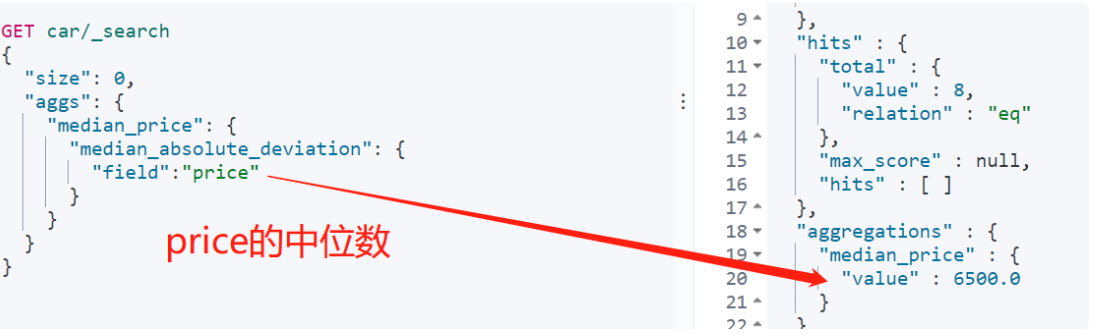 GET car/_search
{
  "size": 0,
  "aggs": {
    "median_price": {
      "median_absolute_deviation": {
        "field":"price"
      }
    }
  }
}
price的中位数
9 },
10 "hits" : {
11 "total" : {
12 "value" : 8,
13 "relation" : "eq"
14 },
15 "max_score" : null,
16 "hits" : [ ]
17 },
18 "aggregations" : {
19 "median_price" : {
20 "value" : 6500.0
21 }
22 }